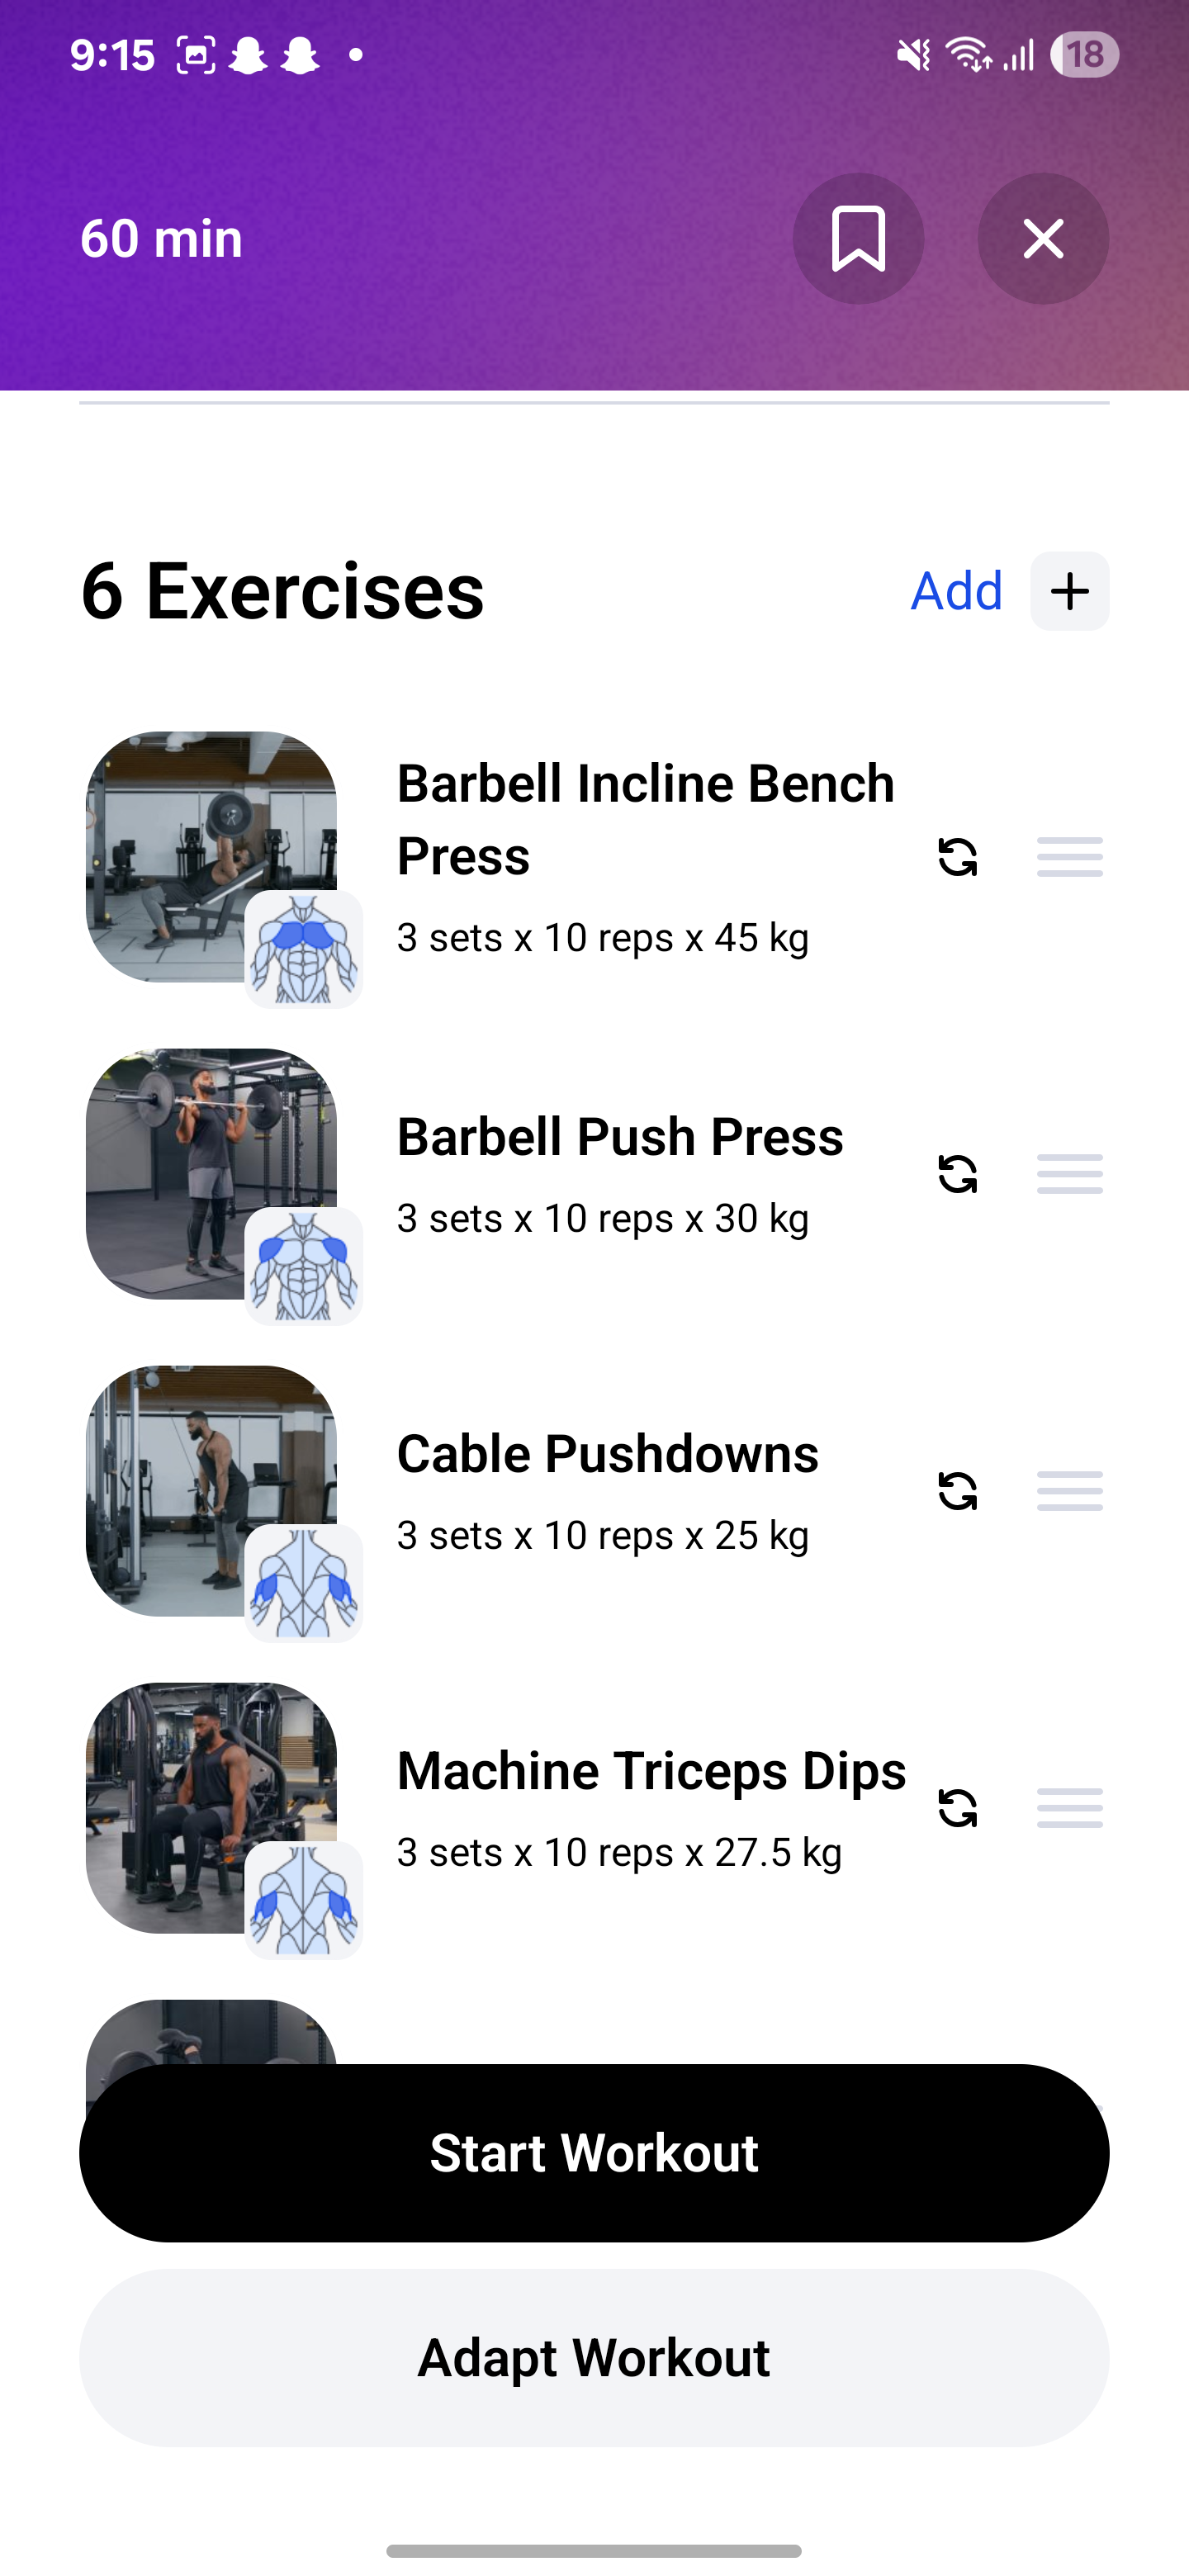 9:15
18
60 min
6 Exercises
Add
Barbell Incline Bench
Press
3 sets x 10 reps x 45 kg
Barbell Push Press
3 sets x 10 reps x 30 kg
Cable Pushdowns
3 sets x 10 reps x 25 kg
Machine Triceps Dips
3 sets x 10 reps x 27.5 kg
Start Workout
Adapt Workout